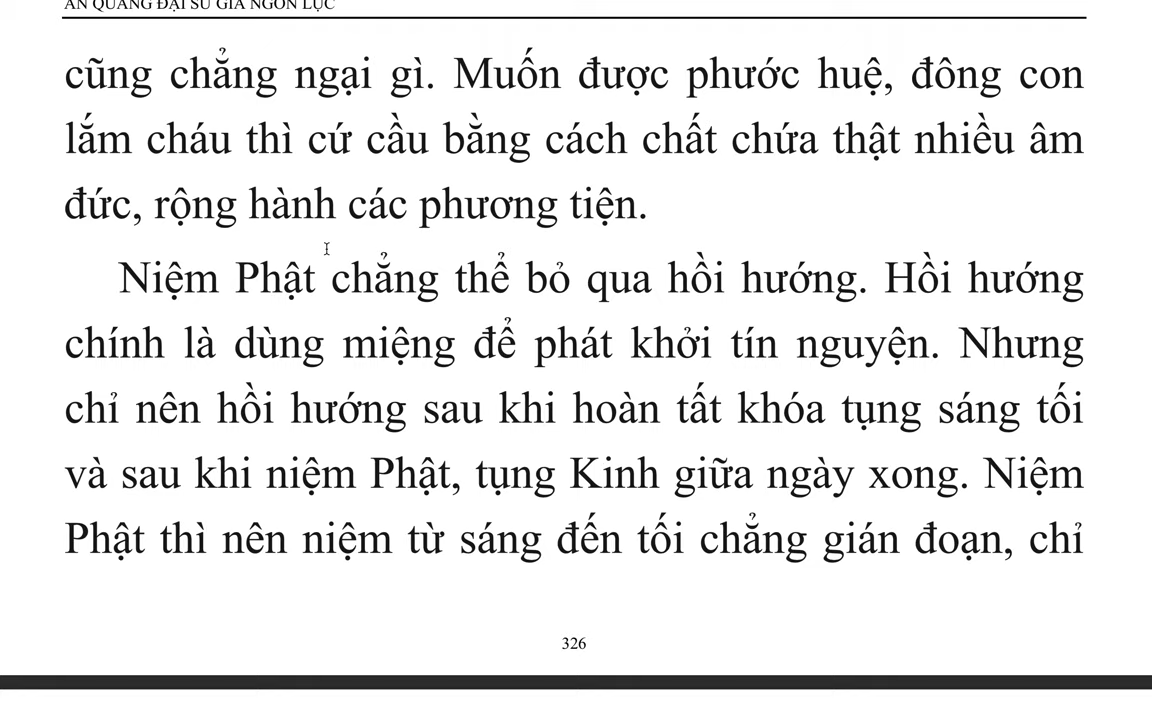 ẤN QUANG ĐẠI SƯ GIA NGÔN LỤC
cũng chẳng ngại gì. Muốn được phước huệ, đông con
lắm cháu thì cứ cầu bằng cách chất chứa thật nhiều âm
đức, rộng hành các phương tiện.
Niệm Phật chẳng thể bỏ qua hồi hướng. Hồi hướng
chính là dùng miệng để phát khởi tín nguyện. Nhưng
chỉ nên hồi hướng sau khi hoàn tất khóa tụng sáng tối
và sau khi niệm Phật, tụng Kinh giữa ngày xong. Niệm
Phật thì nên niệm từ sáng đến tối chẳng gián đoạn, chỉ
326